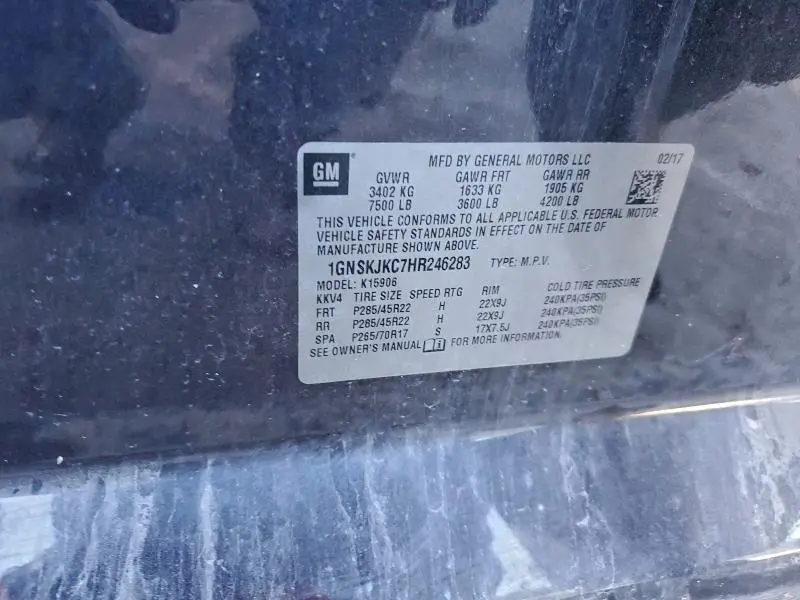 GM
MFD BY GENERAL MOTORS LLC 02/17
GVWR GAWR FRT GAWR RR
3402 KG 1633 KG 1905 KG
7500 LB 3600 LB 4200 LB
THIS VEHICLE CONFORMS TO ALL APPLICABLE U.S. FEDERAL MOTOR
VEHICLE SAFETY STANDARDS IN EFFECT ON THE DATE OF
MANUFACTURE SHOWN ABOVE.
1GNSKJKC7HR246283 TYPE: M.P.V.
MODEL: K15906
KKV4 TIRE SIZE SPEED RTG RIM COLD TIRE PRESSURE
FRT P285/45R22 H 22X9J 240KPA(35PSI)
RR P285/45R22 H 22X9J 240KPA(35PSI)
SPA P265/70R17 S 17X7.5J 240KPA(35PSI)
SEE OWNER'S MANUAL i FOR MORE INFORMATION.